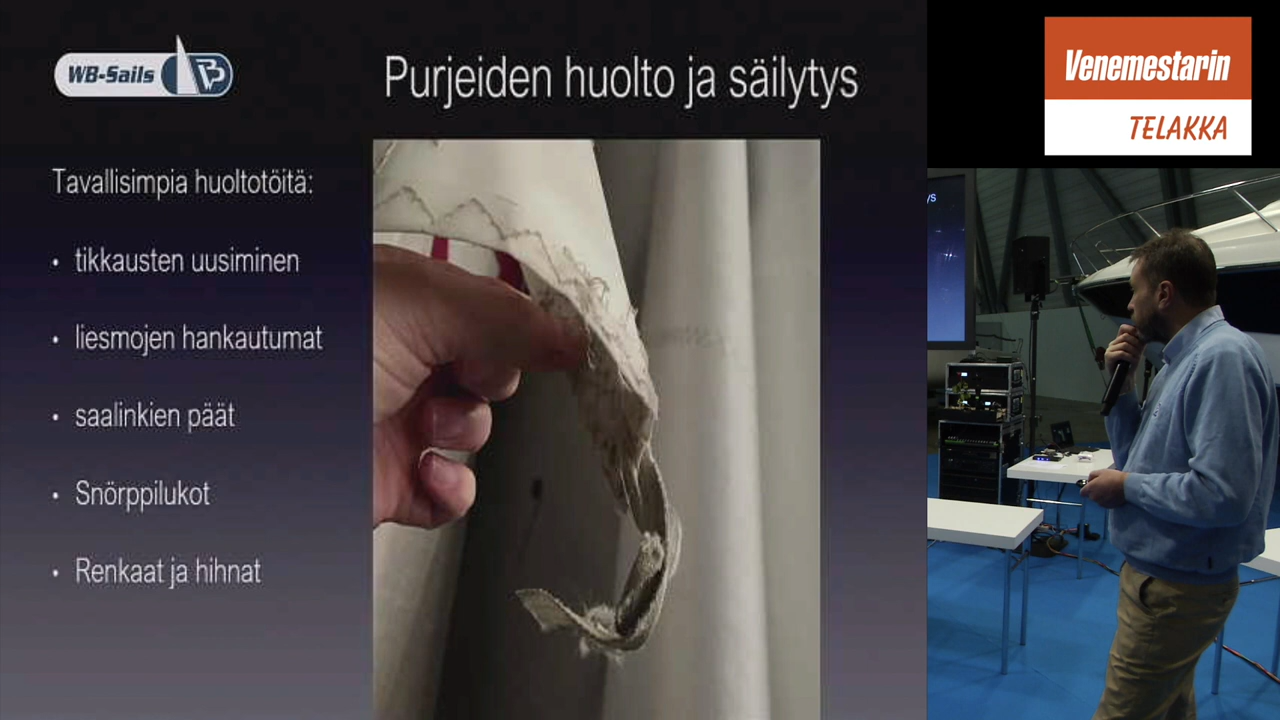 WB-Sails
Purjeiden huolto ja säilytys
Tavallisimpia huoltotöitä:
• tikkausten uusiminen
• liesmojen hankautumat
• saalinkien päät
• Snörppilukot
• Renkaat ja hihnat
Venemestarin
TELAKKA
ys